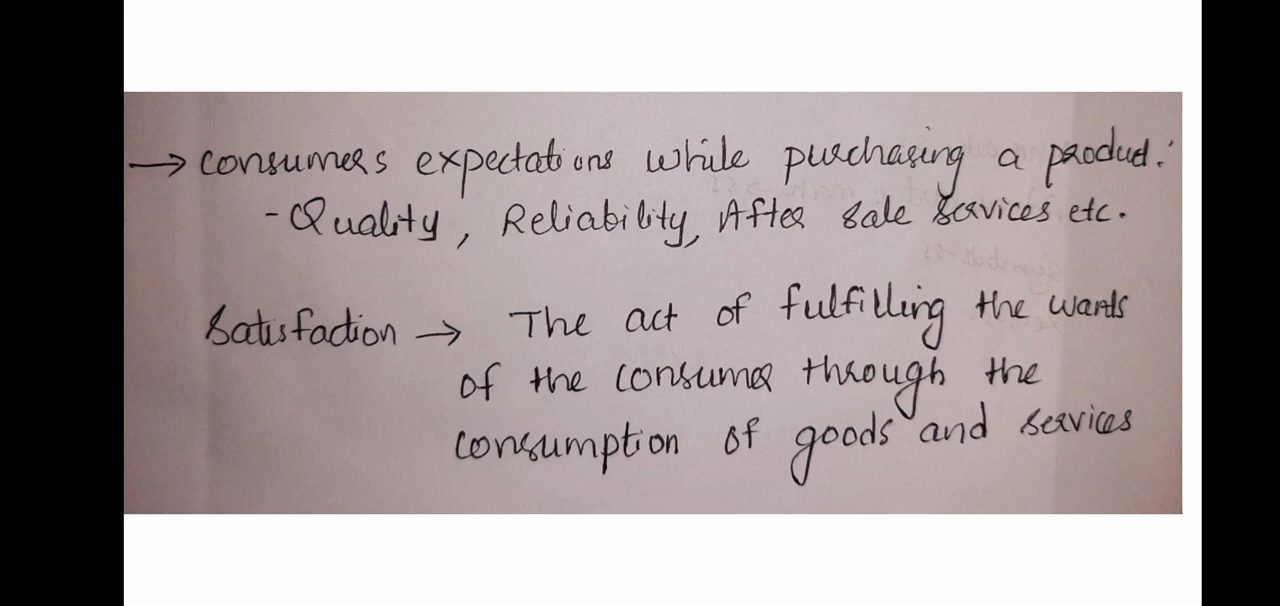 → consumers expectations while purchasing a product:
- Quality, Reliability, After sale services etc.
Satisfaction → The act of fulfilling the wants
of the consumer through the
consumption of goods and services